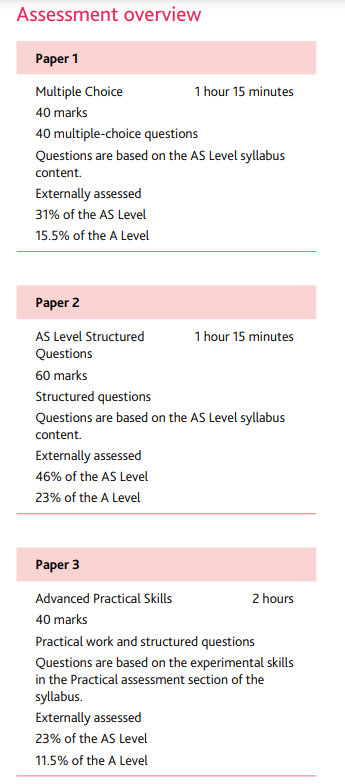 Assessment overview
Paper 1
Multiple Choice 1 hour 15 minutes
40 marks
40 multiple-choice questions
Questions are based on the AS Level syllabus
content.
Externally assessed
31% of the AS Level
15.5% of the A Level
Paper 2
AS Level Structured 1 hour 15 minutes
Questions
60 marks
Structured questions
Questions are based on the AS Level syllabus
content.
Externally assessed
46% of the AS Level
23% of the A Level
Paper 3
Advanced Practical Skills 2 hours
40 marks
Practical work and structured questions
Questions are based on the experimental skills
in the Practical assessment section of the
syllabus.
Externally assessed
23% of the AS Level
11.5% of the A Level